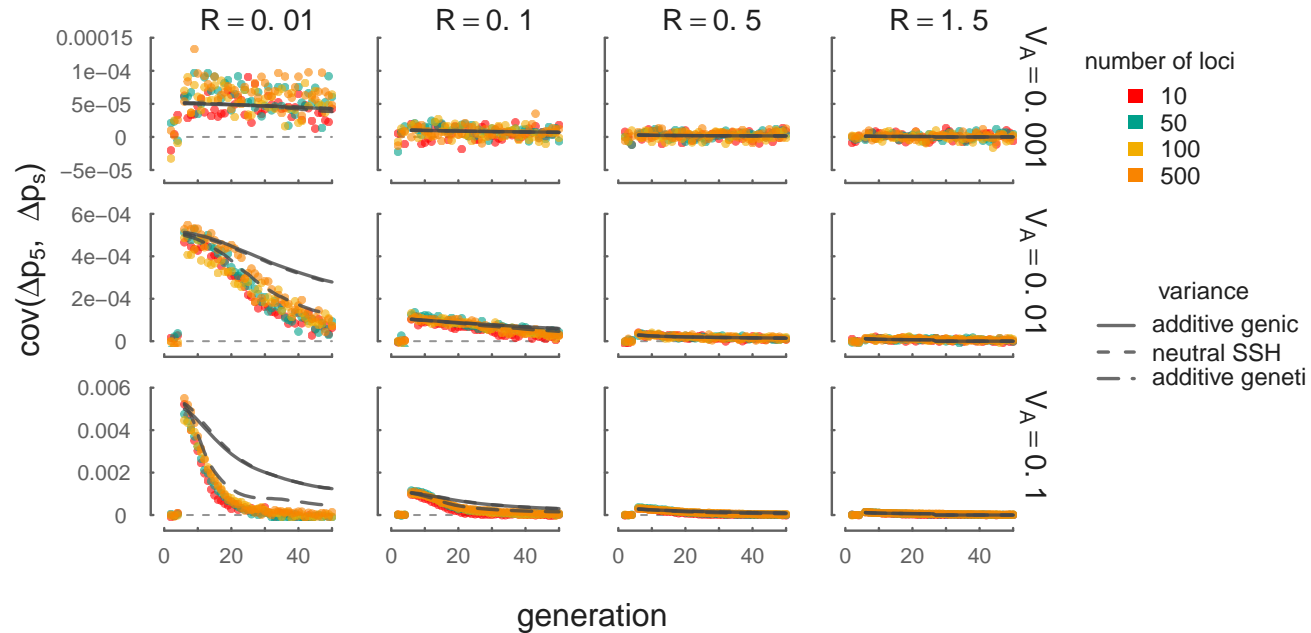 R = 0. 01
R = 0. 1
R = 0. 5
R = 1. 5
0.00015
1e−04
5e−05
0
−5e−05
V_A = 0. 001
6e−04
4e−04
2e−04
0
V_A = 0. 01
0.006
0.004
0.002
0
V_A = 0. 1
0 20 40
0 20 40
0 20 40
0 20 40
cov(Δp₅, Δpₛ)
generation
number of loci
10
50
100
500
variance
additive genic
neutral SSH
additive geneti